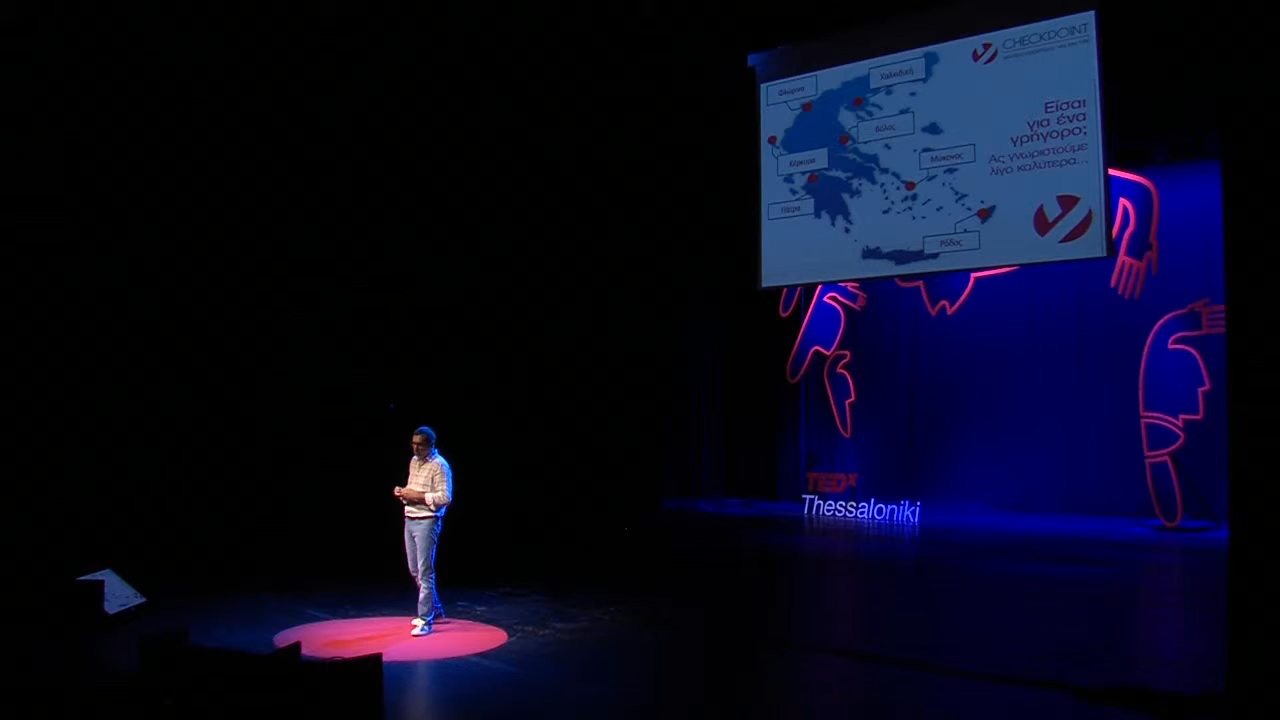 CHECKPOINT
Φλώρινα
Χαλκιδική
Βόλος
Κέρκυρα
Μύκονος
Πάτρα
Ρόδος
Είσαι
για ένα
γρήγορο;
Ας γνωριστούμε
λίγο καλύτερα...
TEDx
Thessaloniki